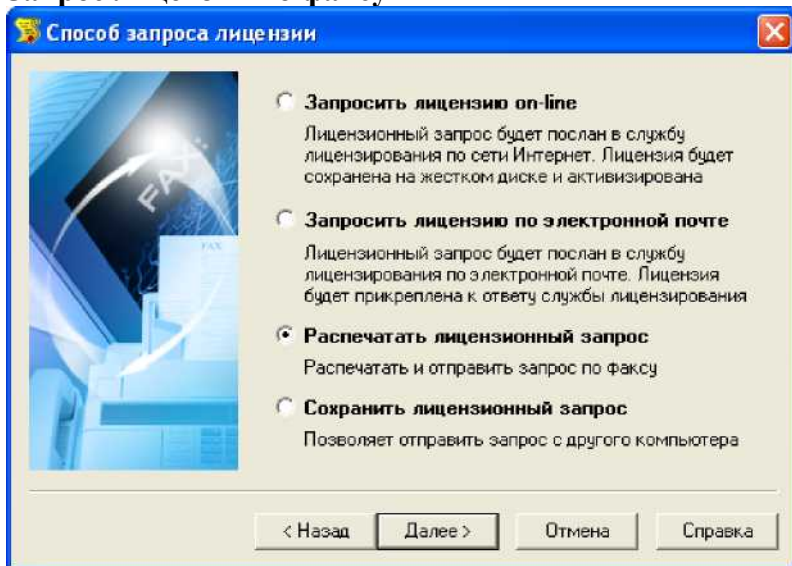 Способ запроса лицензии
Запросить лицензию on-line
Лицензионный запрос будет послан в службу
лицензирования по сети Интернет. Лицензия будет
сохранена на жестком диске и активизирована
Запросить лицензию по электронной почте
Лицензионный запрос будет послан в службу
лицензирования по электронной почте. Лицензия
будет прикреплена к ответу службы лицензирования
Распечатать лицензионный запрос
Распечатать и отправить запрос по факсу
Сохранить лицензионный запрос
Позволяет отправить запрос с другого компьютера
FAX:
FAX
< Назад
Далее >
Отмена
Справка